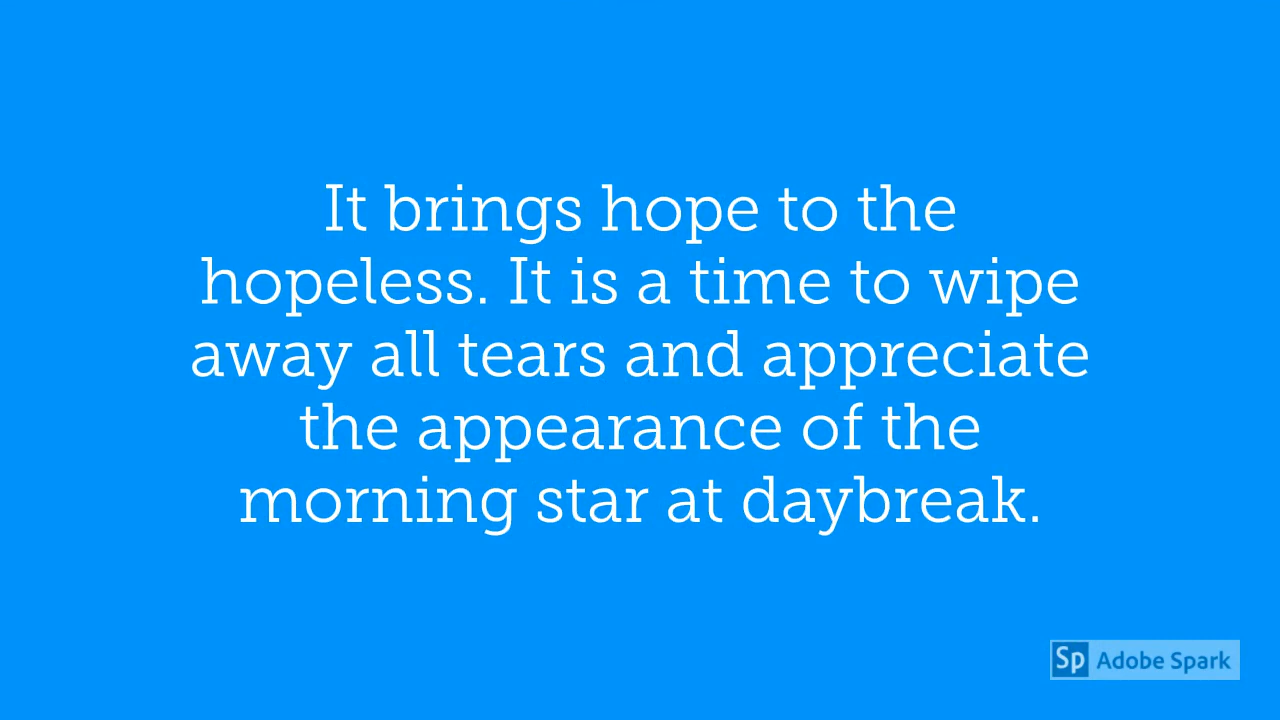 It brings hope to the
hopeless. It is a time to wipe
away all tears and appreciate
the appearance of the
morning star at daybreak.
Sp Adobe Spark